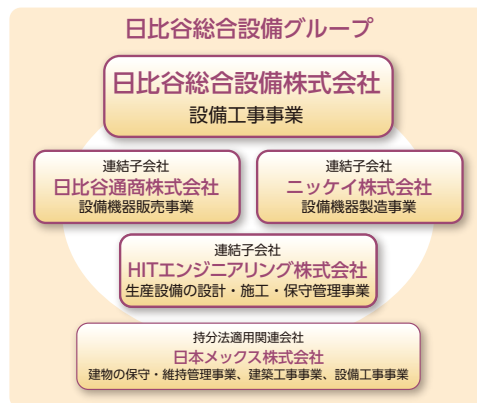 日比谷総合設備グループ
日比谷総合設備株式会社
設備工事事業
連結子会社
日比谷通商株式会社
設備機器販売事業
連結子会社
ニッケイ株式会社
設備機器製造事業
連結子会社
HITエンジニアリング株式会社
生産設備の設計・施工・保守管理事業
持分法適用関連会社
日本メックス株式会社
建物の保守・維持管理事業、建築工事事業、設備工事事業